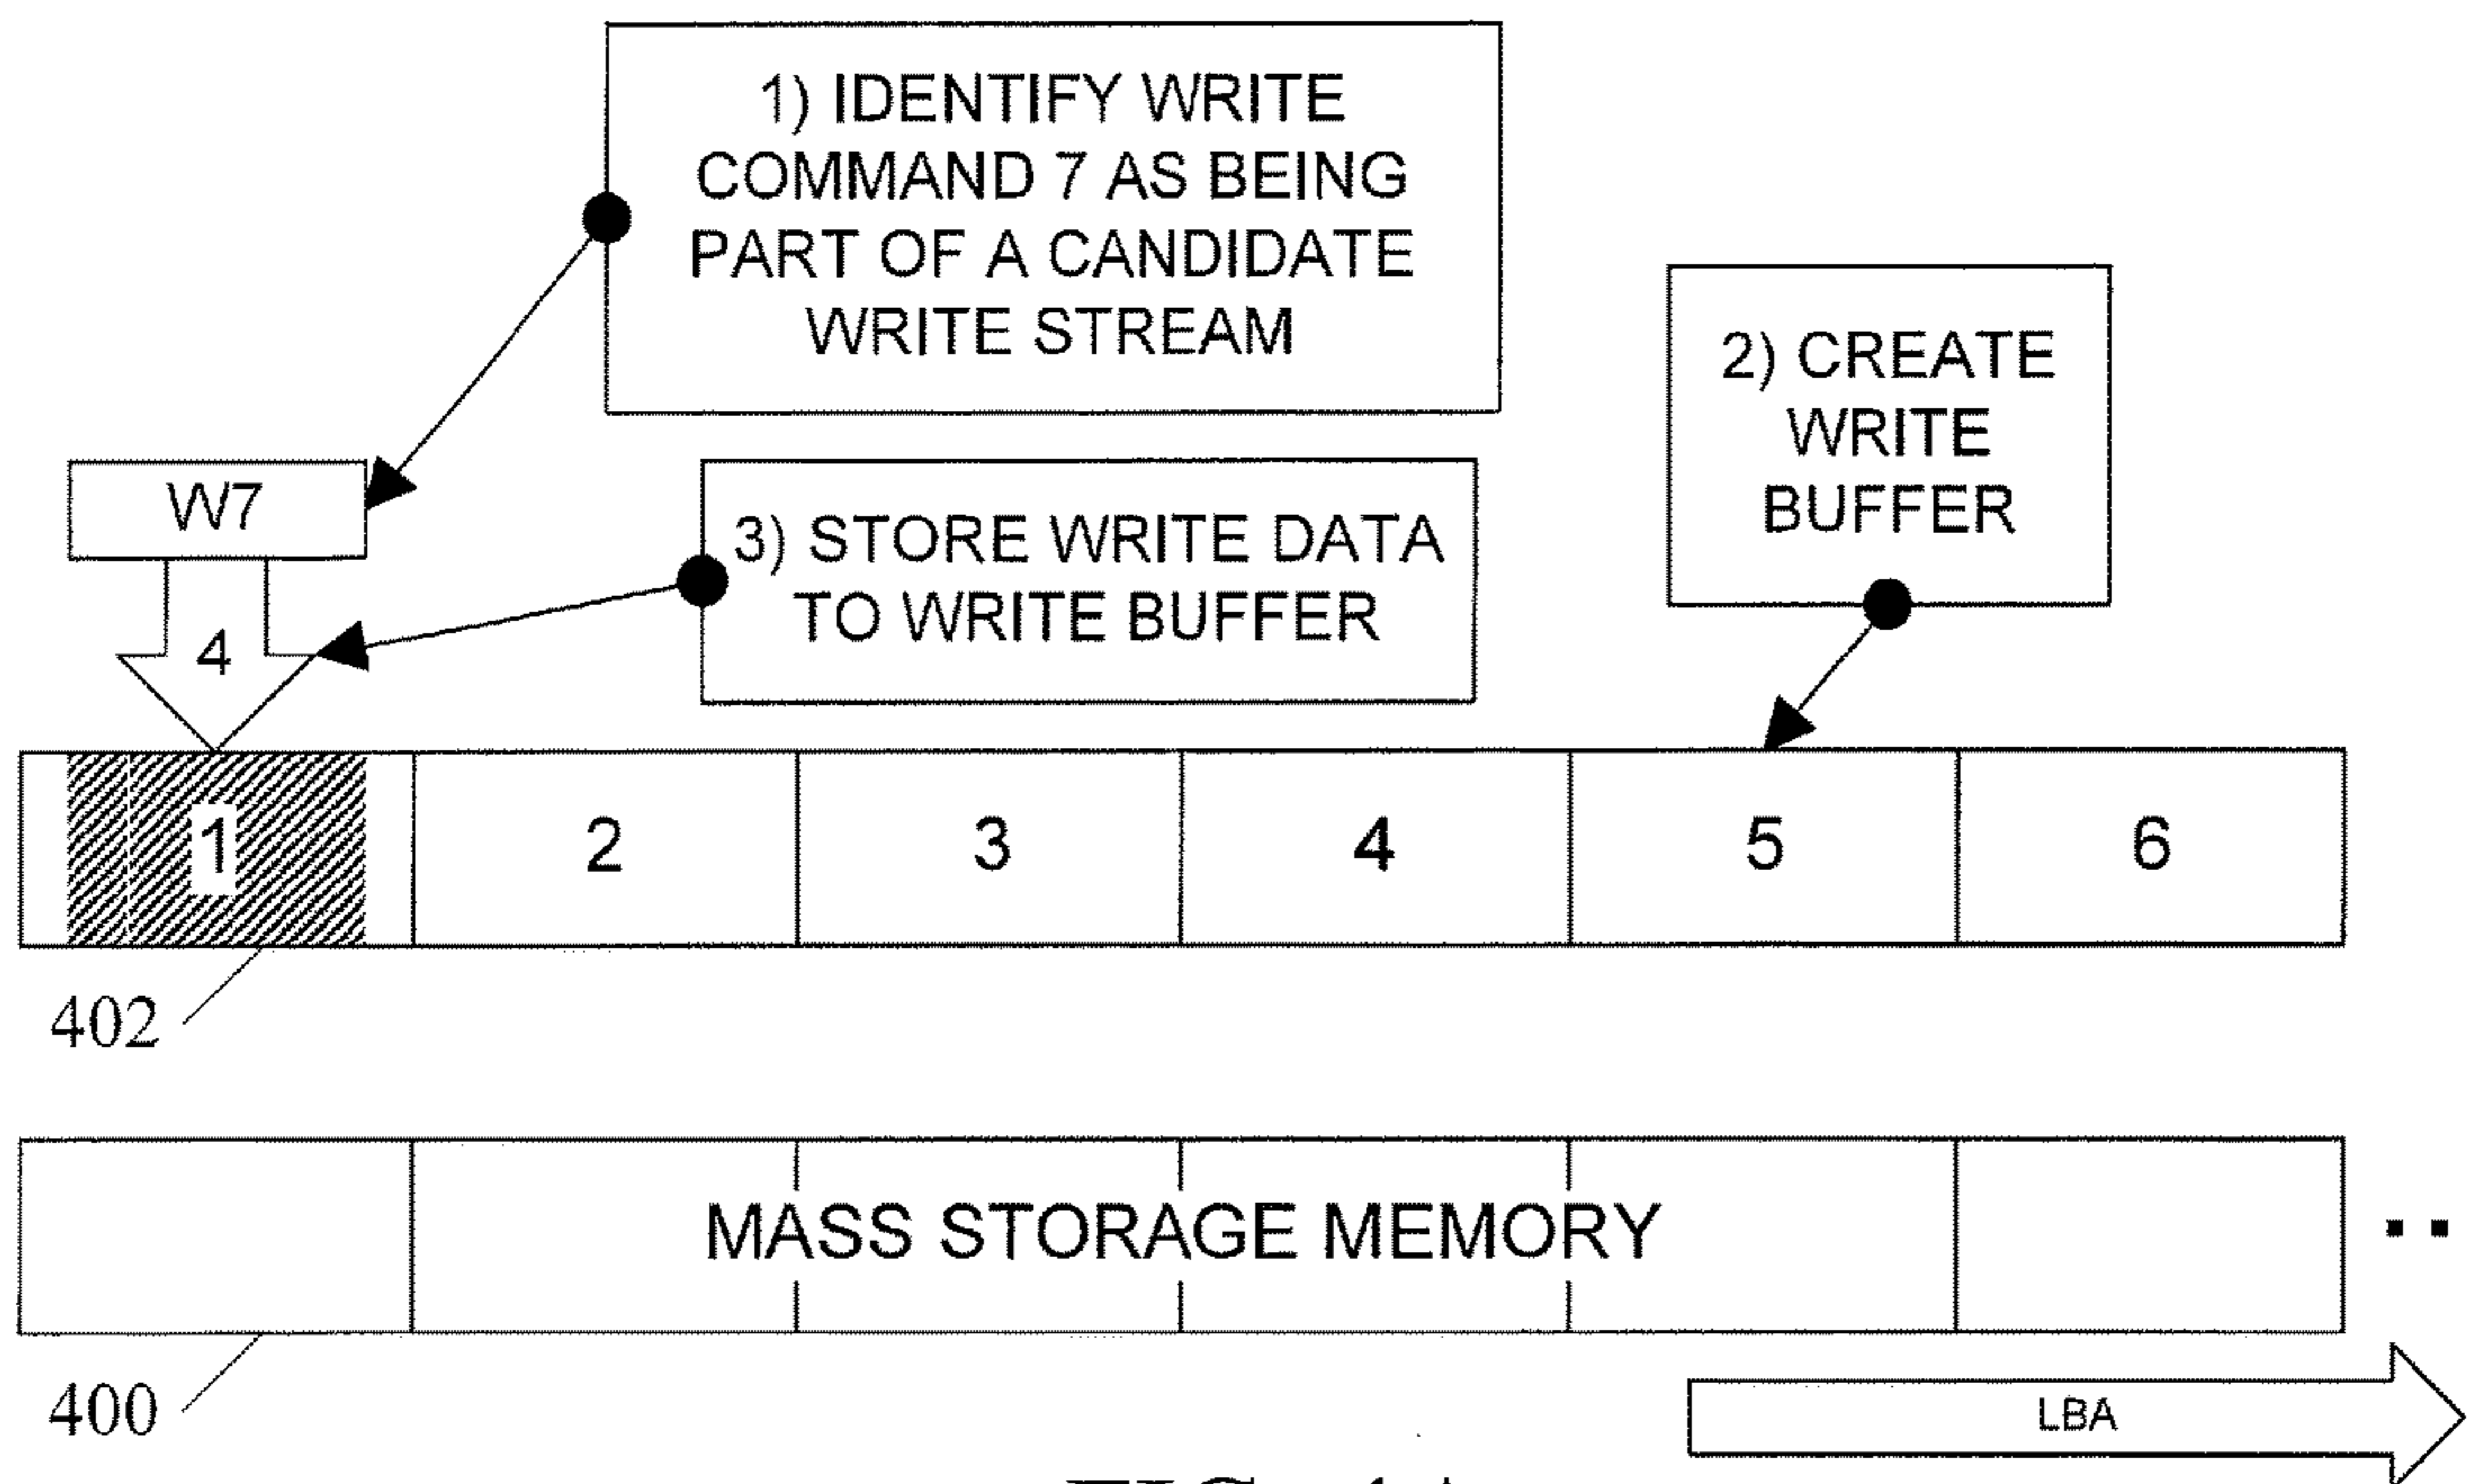 1) IDENTIFY WRITE
COMMAND 7 AS BEING
PART OF A CANDIDATE
WRITE STREAM
2) CREATE
WRITE
BUFFER
W7
3) STORE WRITE DATA
TO WRITE BUFFER
4
1 2 3 4 5 6
402
MASS STORAGE MEMORY
400
LBA